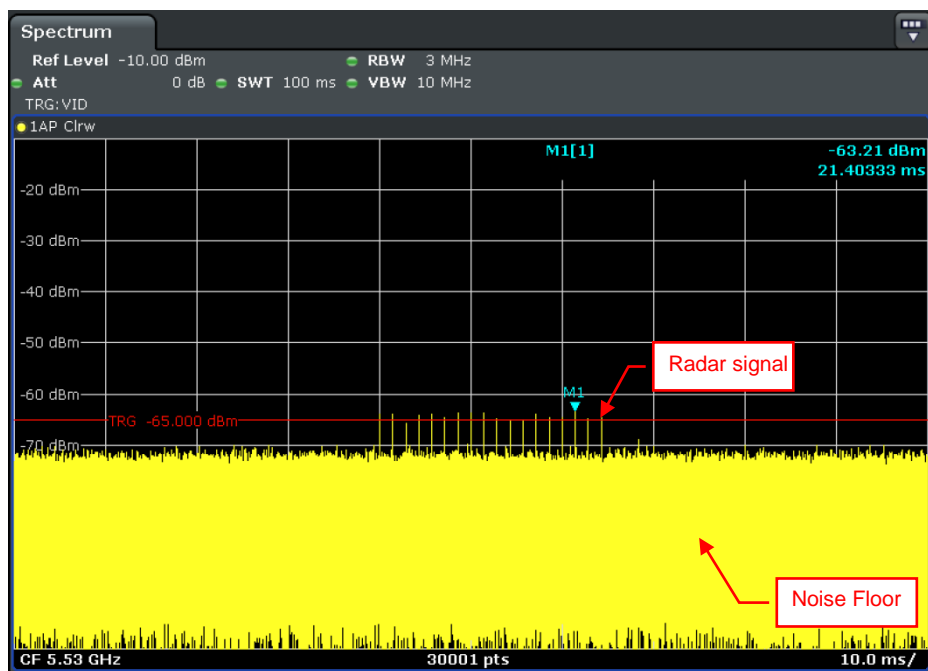 Spectrum
Ref Level -10.00 dBm RBW 3 MHz
Att 0 dB SWT 100 ms VBW 10 MHz
TRG:VID
1AP Clrw
M1[1] -63.21 dBm
21.40333 ms
-20 dBm
-30 dBm
-40 dBm
-50 dBm
Radar signal
-60 dBm
M1
TRG -65.000 dBm
-70 dBm
Noise Floor
CF 5.53 GHz 30001 pts 10.0 ms/